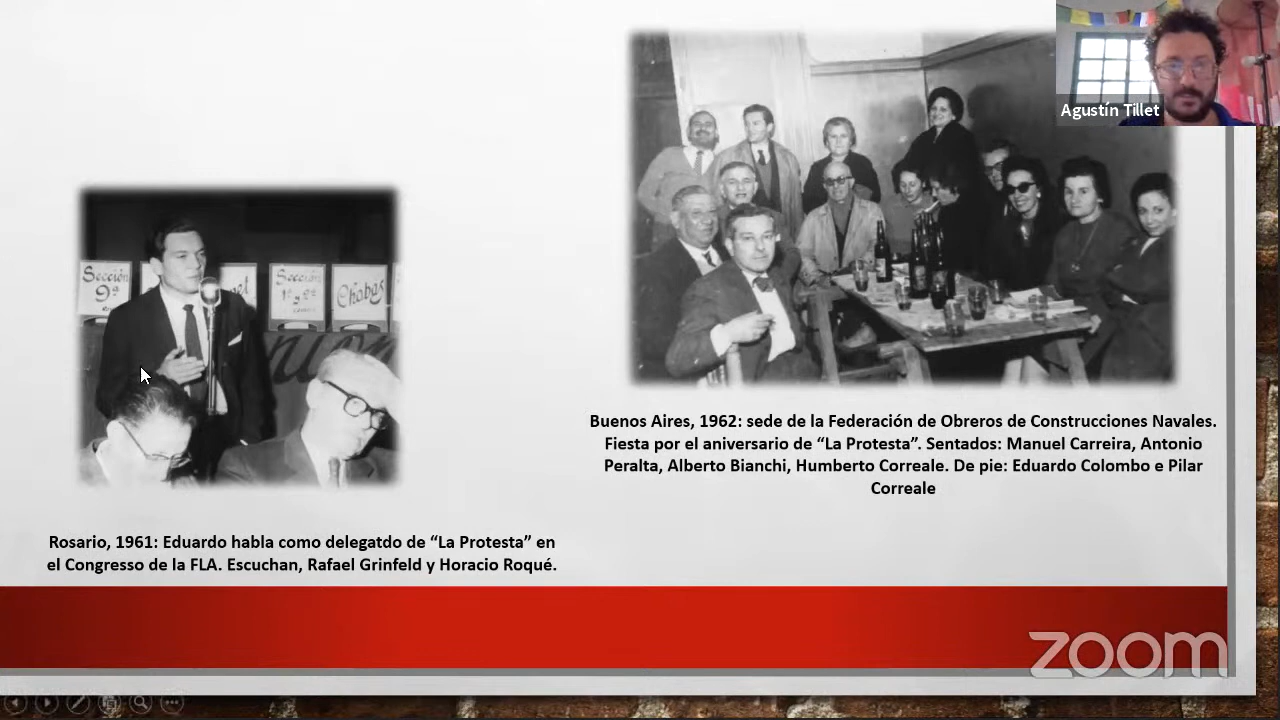 Agustín Tillet
Sección
9ª
Sección
Chabas
Buenos Aires, 1962: sede de la Federación de Obreros de Construcciones Navales.
Fiesta por el aniversario de “La Protesta”. Sentados: Manuel Carreira, Antonio
Peralta, Alberto Bianchi, Humberto Correale. De pie: Eduardo Colombo e Pilar
Correale
Rosario, 1961: Eduardo habla como delegatdo de “La Protesta” en
el Congresso de la FLA. Escuchan, Rafael Grinfeld y Horacio Roqué.
zoom